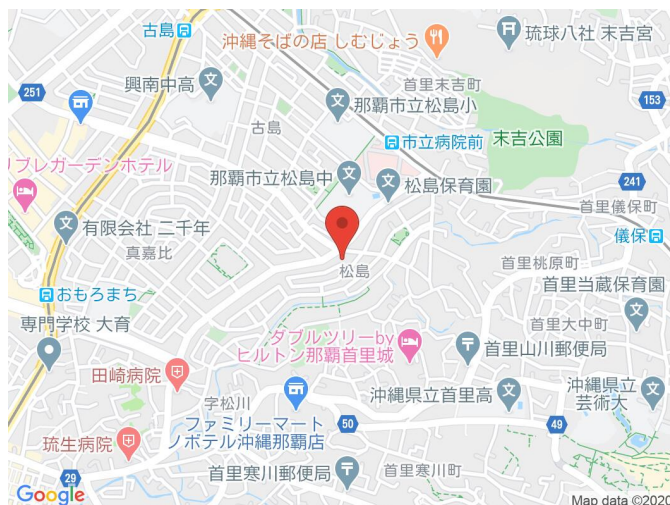 古島
沖縄そばの店 しむじょう
琉球八社 末吉宮
興南中高
首里末吉町
251
那覇市立松島小
153
古島
市立病院前
末吉公園
リブレガーデンホテル
那覇市立松島中
松島保育園
241
首里儀保町
有限会社 二千年
真嘉比
儀保
松島
首里桃原町
おもろまち
首里当蔵保育園
専門学校 大育
ダブルツリーby
ヒルトン那覇首里城
首里大中町
首里山川郵便局
田崎病院
沖縄県立首里高
沖縄県立
芸術大
字松川
ファミリーマート
ノボテル沖縄那覇店
50
49
琉生病院
29
首里寒川郵便局
首里寒川町
Google
Map data ©2020